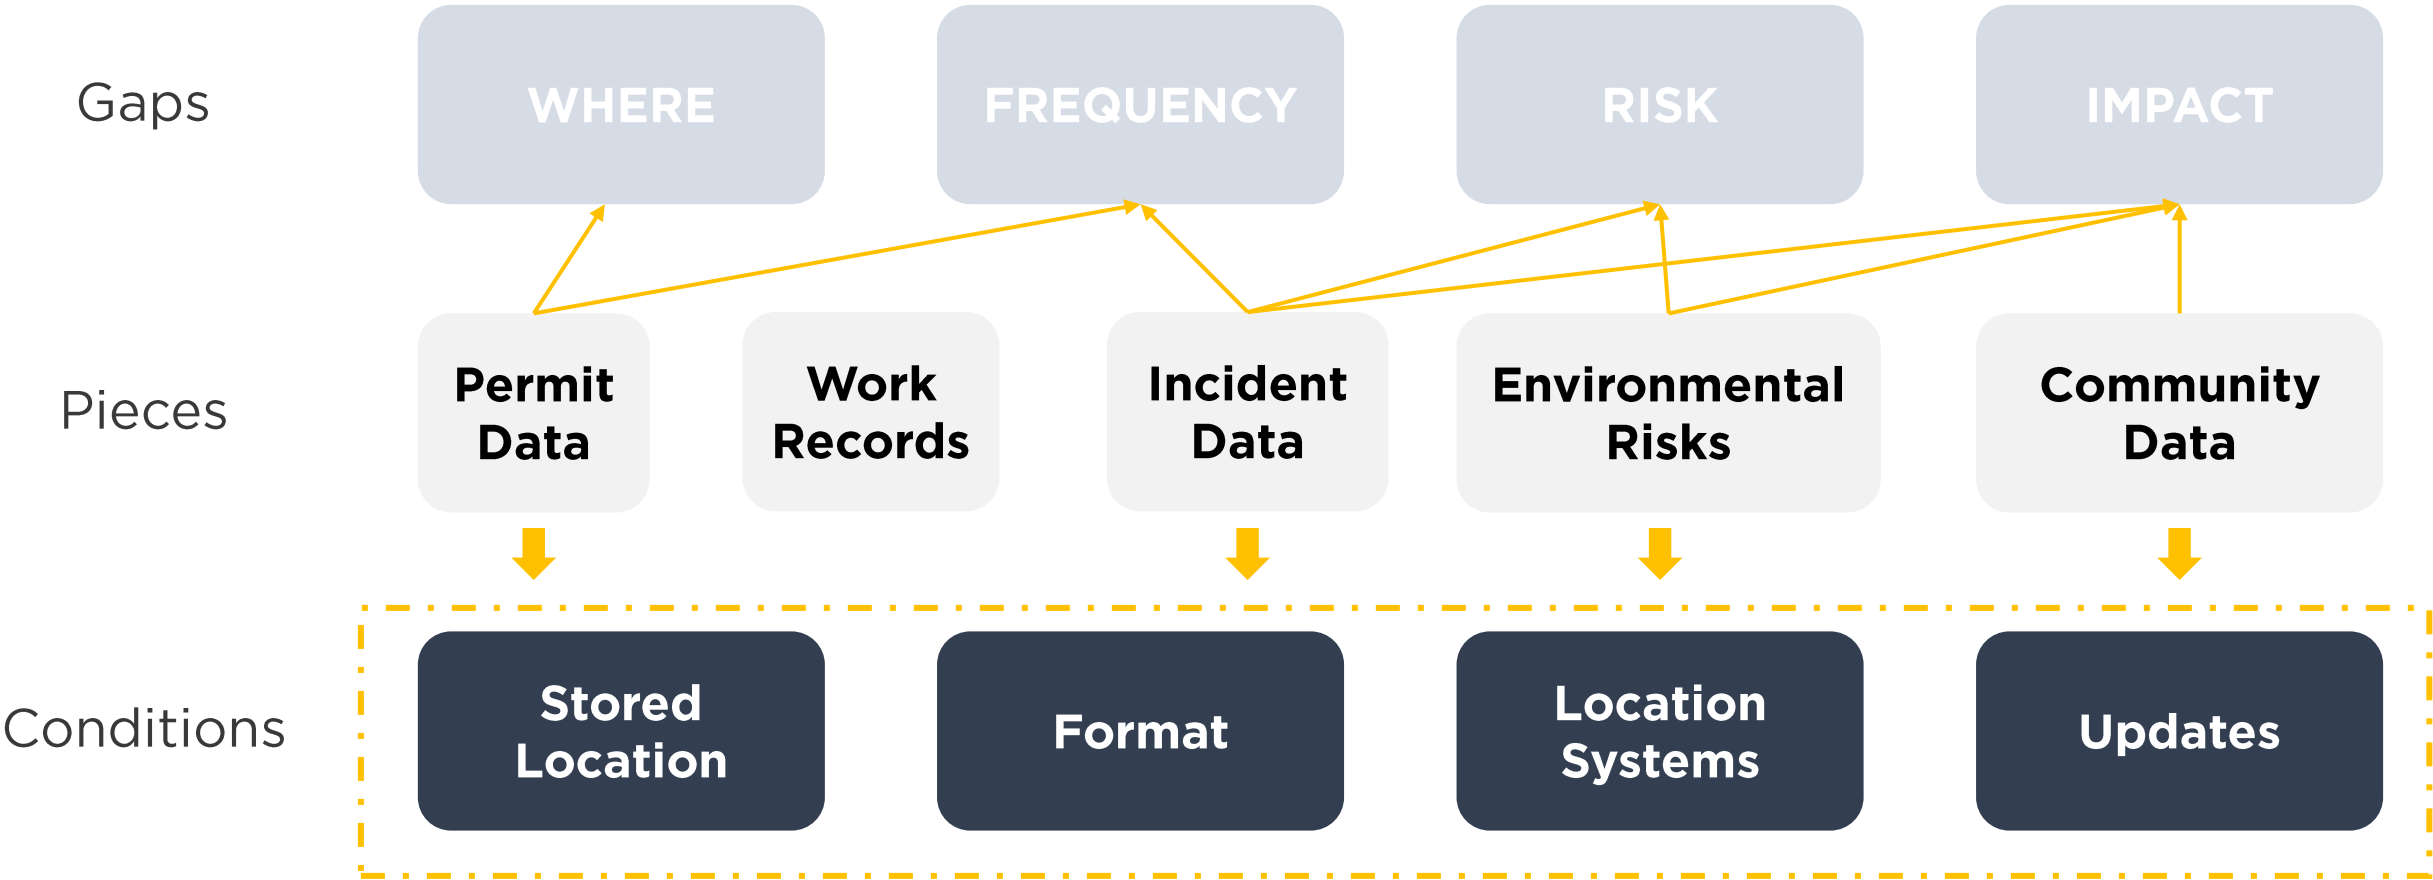 Gaps
WHERE
FREQUENCY
RISK
IMPACT
Pieces
Permit
Data
Work
Records
Incident
Data
Environmental
Risks
Community
Data
Conditions
Stored
Location
Format
Location
Systems
Updates